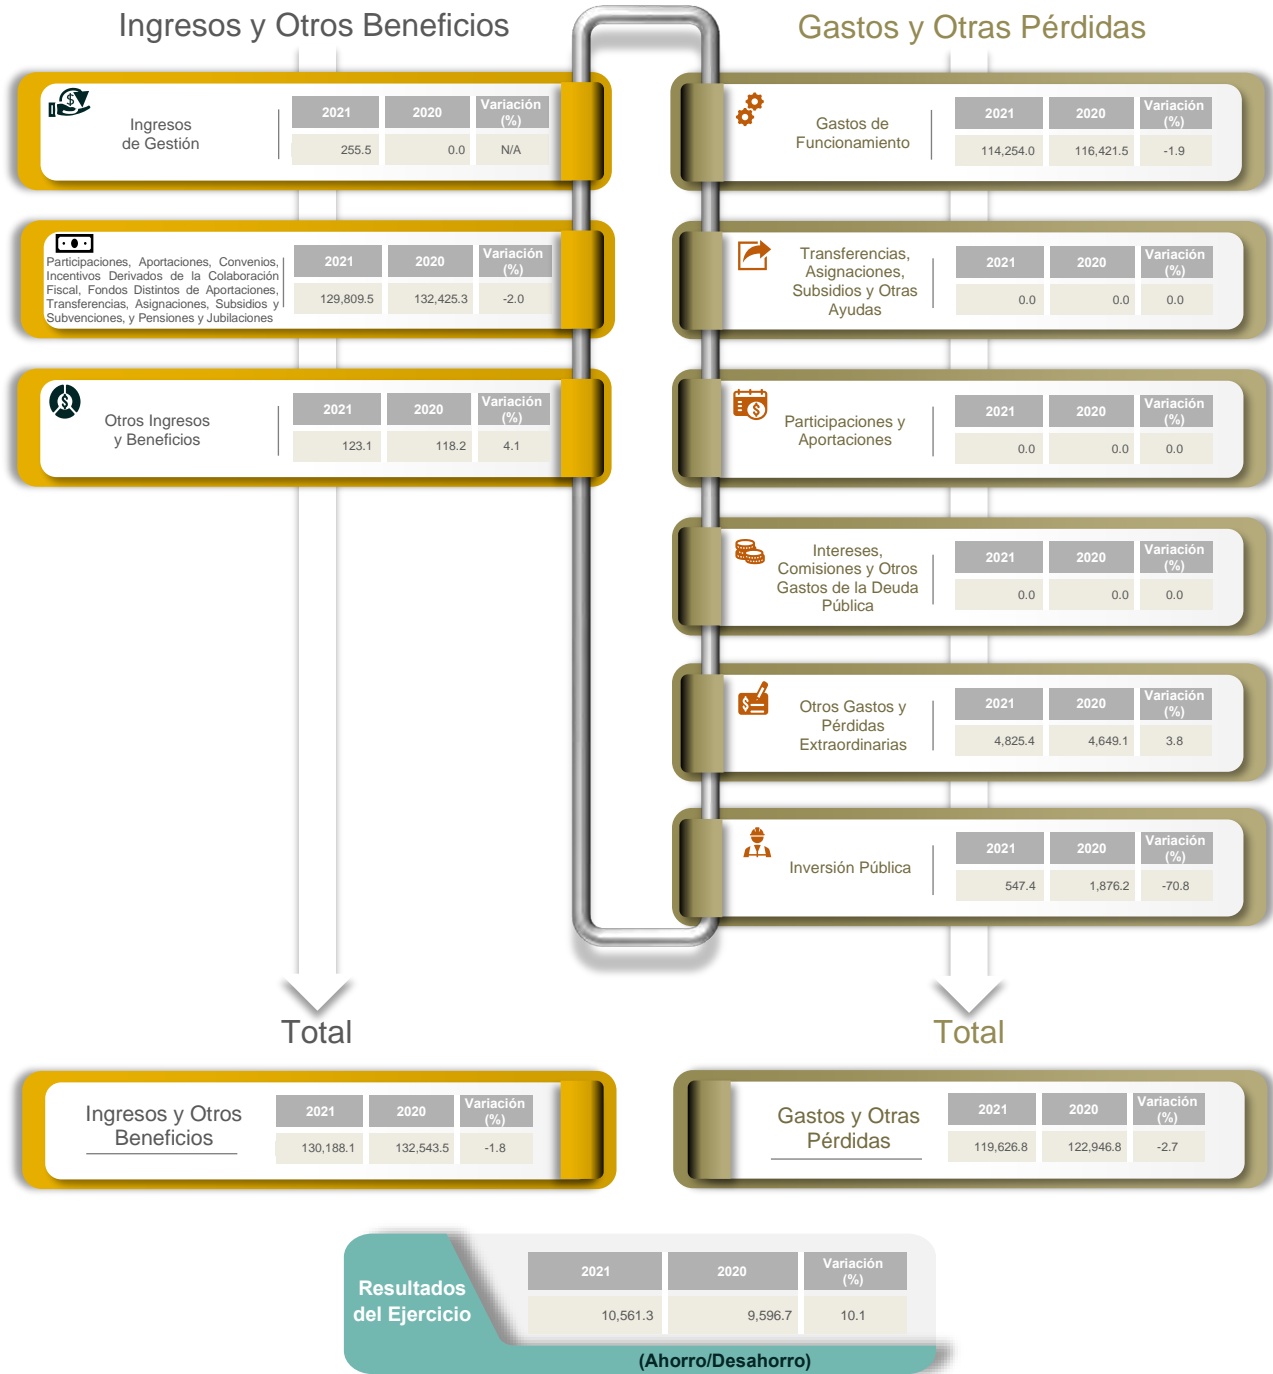 Ingresos y Otros Beneficios
Ingresos
de Gestión
2021 2020 Variación
(%)
255.5 0.0 N/A
Participaciones, Aportaciones, Convenios,
Incentivos Derivados de la Colaboración
Fiscal, Fondos Distintos de Aportaciones,
Transferencias, Asignaciones, Subsidios y
Subvenciones, y Pensiones y Jubilaciones
2021 2020 Variación
(%)
129,809.5 132,425.3 -2.0
Otros Ingresos
y Beneficios
2021 2020 Variación
(%)
123.1 118.2 4.1
Total
Ingresos y Otros
Beneficios
2021 2020 Variación
(%)
130,188.1 132,543.5 -1.8
Gastos y Otras Pérdidas
Gastos de
Funcionamiento
2021 2020 Variación
(%)
114,254.0 116,421.5 -1.9
Transferencias,
Asignaciones,
Subsidios y Otras
Ayudas
2021 2020 Variación
(%)
0.0 0.0 0.0
Participaciones y
Aportaciones
2021 2020 Variación
(%)
0.0 0.0 0.0
Intereses,
Comisiones y Otros
Gastos de la Deuda
Pública
2021 2020 Variación
(%)
0.0 0.0 0.0
Otros Gastos y
Pérdidas
Extraordinarias
2021 2020 Variación
(%)
4,825.4 4,649.1 3.8
Inversión Pública
2021 2020 Variación
(%)
547.4 1,876.2 -70.8
Total
Gastos y Otras
Pérdidas
2021 2020 Variación
(%)
119,626.8 122,946.8 -2.7
Resultados
del Ejercicio
2021 2020 Variación
(%)
10,561.3 9,596.7 10.1
(Ahorro/Desahorro)